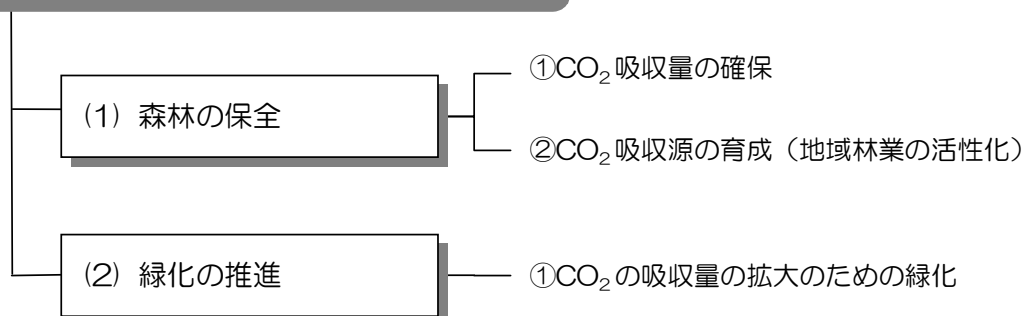 (1) 森林の保全
①CO₂吸収量の確保
②CO₂吸収源の育成（地域林業の活性化）
(2) 緑化の推進
①CO₂の吸収量の拡大のための緑化